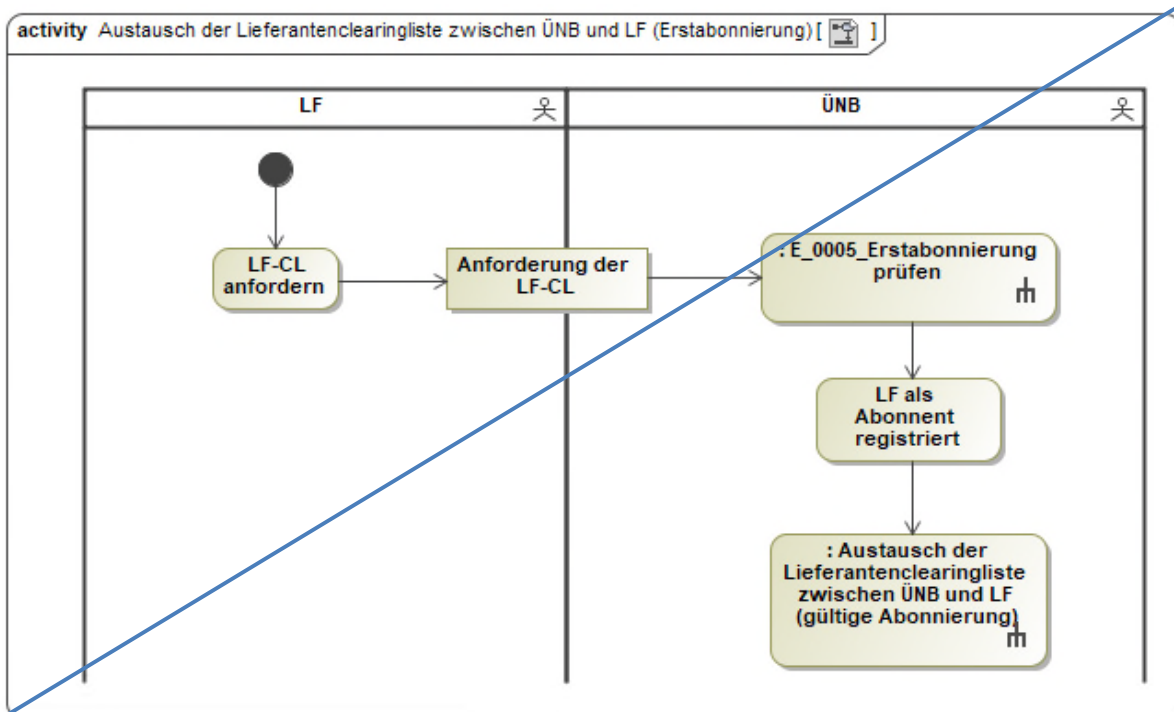 activity Austausch der Lieferantenclearingliste zwischen ÜNB und LF (Erstabonnierung) [ ]
LF
ÜNB
LF-CL
anfordern
Anforderung der
LF-CL
: E_0005_Erstabonnierung
prüfen
LF als
Abonnent
registriert
: Austausch der
Lieferantenclearingliste
zwischen ÜNB und LF
(gültige Abonnierung)